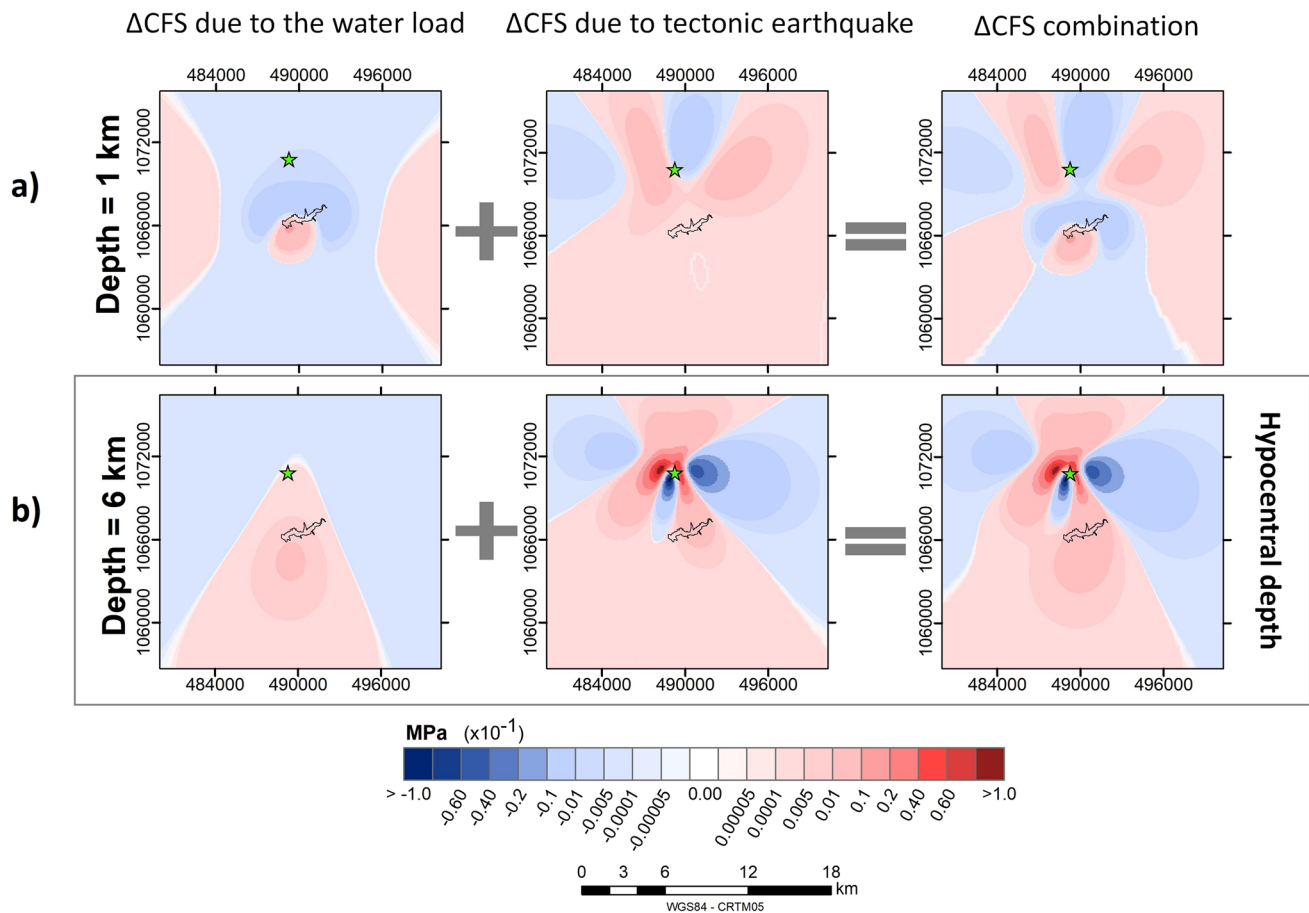 ΔCFS due to the water load ΔCFS due to tectonic earthquake ΔCFS combination
484000 490000 496000 484000 490000 496000 484000 490000 496000
a)
Depth = 1 km
1072000
1066000
1060000
1072000
1066000
1060000
1072000
1066000
1060000
b)
Depth = 6 km
1072000
1066000
1060000
1072000
1066000
1060000
1072000
1066000
1060000
Hypocentral depth
484000 490000 496000 484000 490000 496000 484000 490000 496000
MPa (x10⁻¹)
> -1.0 -0.60 -0.40 -0.2 -0.1 -0.01 -0.005 -0.0001 -0.00005 0.00 0.00005 0.0001 0.005 0.01 0.1 0.2 0.40 0.60 >1.0
0 3 6 12 18
km
WGS84 - CRTM05